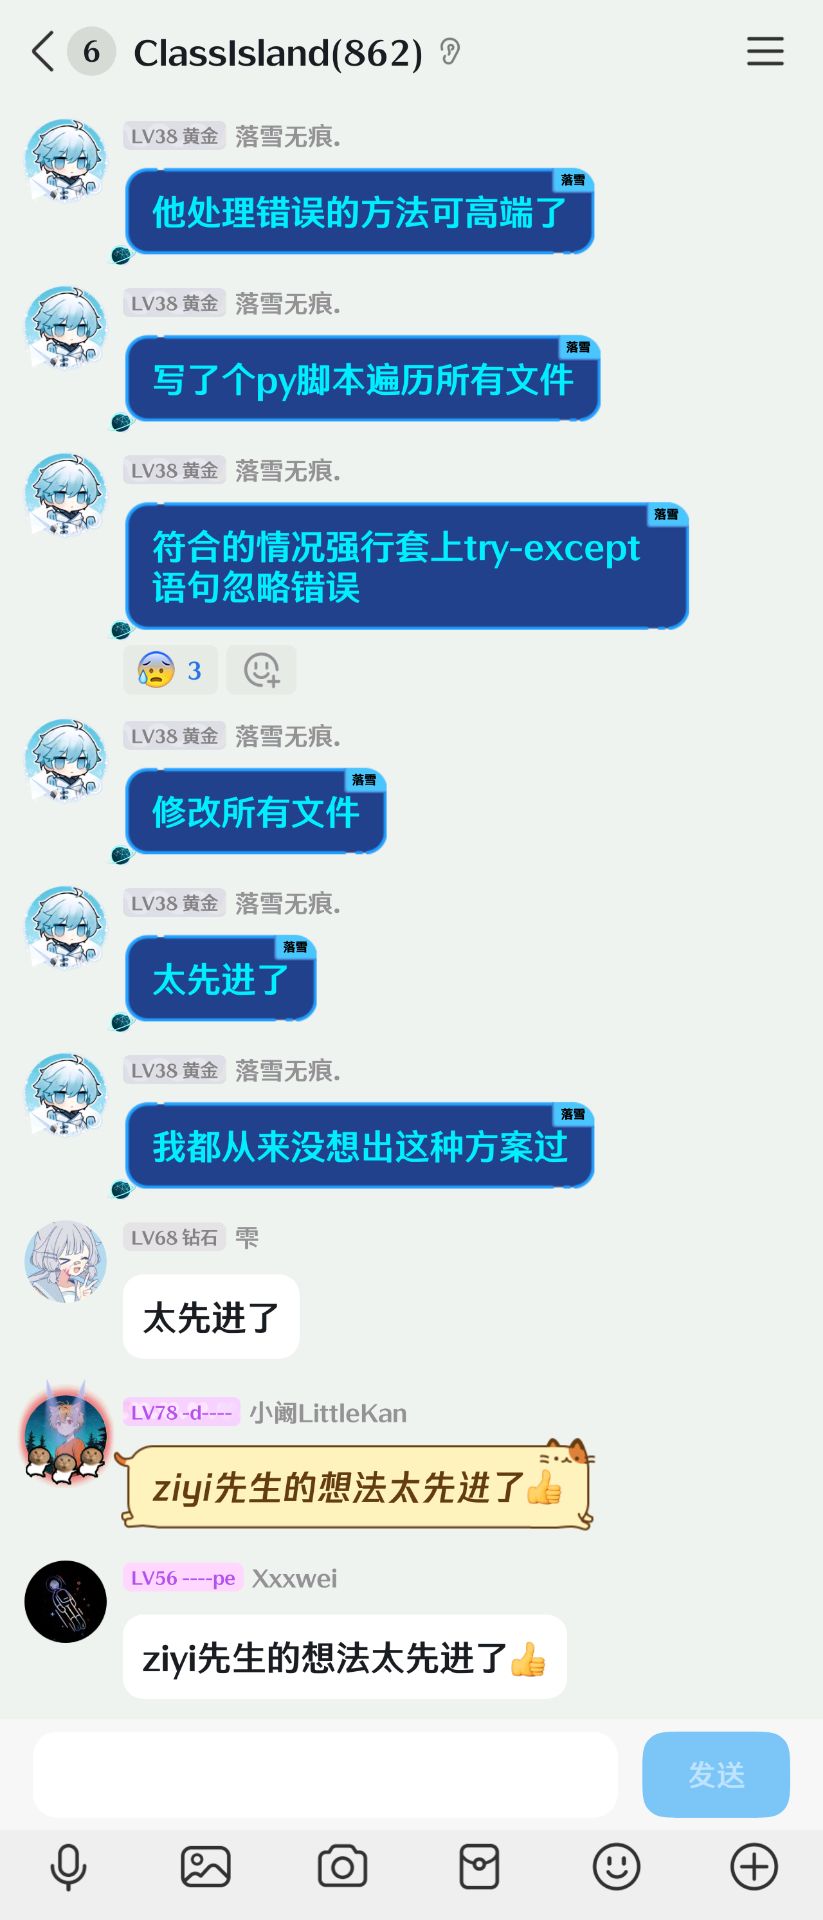 6 ClassIsland(862)
LV38 黄金 落雪无痕.
落雪
他处理错误的方法可高端了
LV38 黄金 落雪无痕.
落雪
写了个py脚本遍历所有文件
LV38 黄金 落雪无痕.
落雪
符合的情况强行套上try-except
语句忽略错误
3
LV38 黄金 落雪无痕.
落雪
修改所有文件
LV38 黄金 落雪无痕.
落雪
太先进了
LV38 黄金 落雪无痕.
落雪
我都从来没想出这种方案过
LV68 钻石 雫
太先进了
LV78 -d---- 小阚LittleKan
ziyi先生的想法太先进了👍
LV56 ----pe Xxxwei
ziyi先生的想法太先进了👍
发送